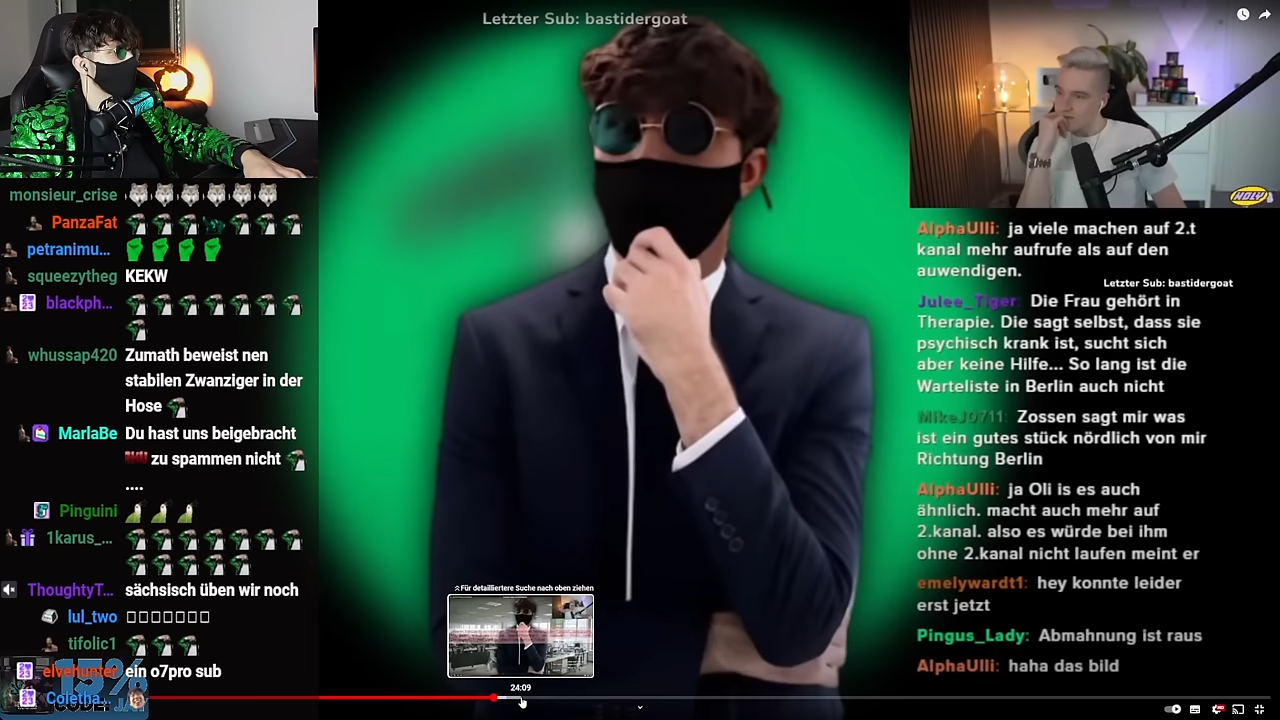 Letzter Sub: bastidergoat
monsieur_crise
PanzaFat
petranimu...
squeezytheg KEKW
blackph...
whussap420 Zumath beweist nen
stabilen Zwanziger in der
Hose
MarlaBe Du hast uns beigebracht
zu spammen nicht
....
Pinguini
1karus_...
ThoughtyT... sächsisch üben wir noch
lul_two
tifolic1
elvehunter ein o7pro sub
Coletha...
15%
Für detailliertere Suche nach oben ziehen
24:09
HOLY
AlphaUlli: ja viele machen auf 2.t
kanal mehr aufrufe als auf den
auwendigen.
Letzter Sub: bastidergoat
Julee_Tiger: Die Frau gehört in
Therapie. Die sagt selbst, dass sie
psychisch krank ist, sucht sich
aber keine Hilfe... So lang ist die
Warteliste in Berlin auch nicht
MikeJ0711: Zossen sagt mir was
ist ein gutes stück nördlich von mir
Richtung Berlin
AlphaUlli: ja Oli is es auch
ähnlich. macht auch mehr auf
2.kanal. also es würde bei ihm
ohne 2.kanal nicht laufen meint er
emelywardt1: hey konnte leider
erst jetzt
Pingus_Lady: Abmahnung ist raus
AlphaUlli: haha das bild